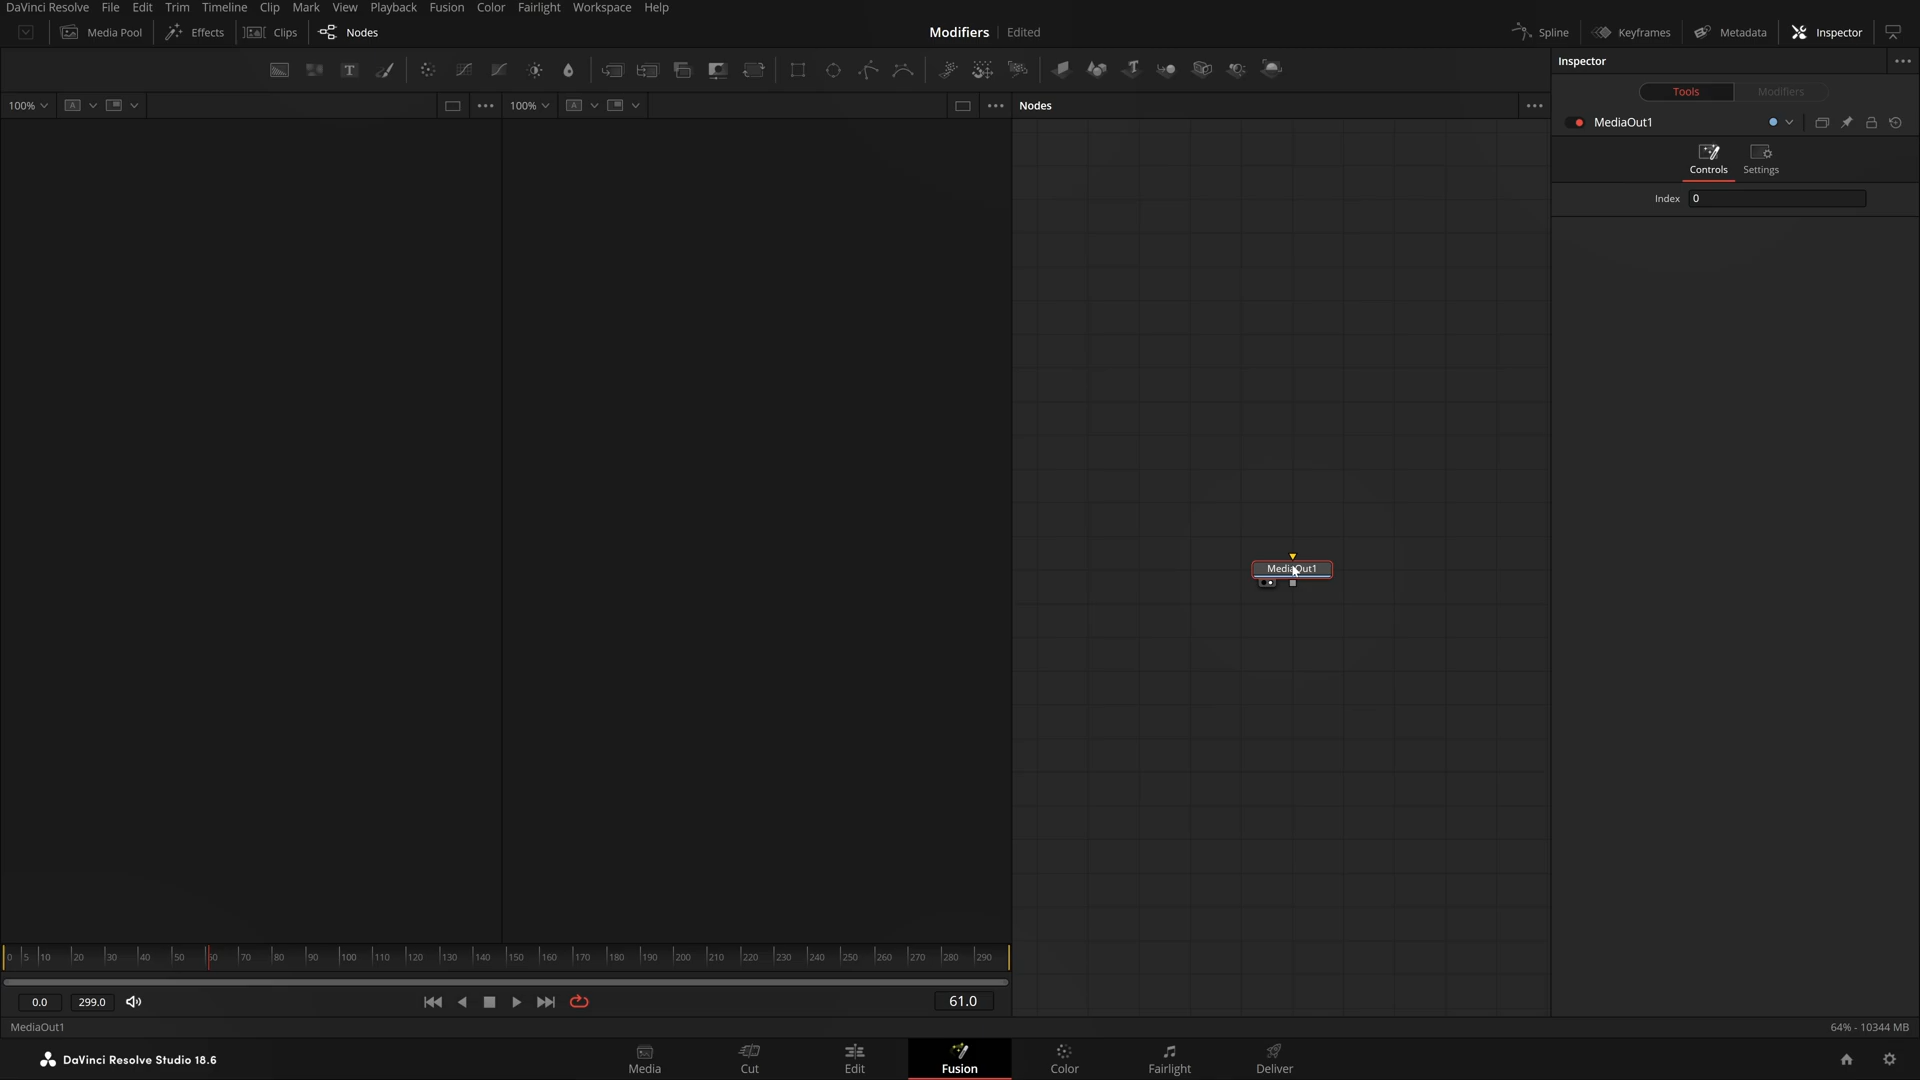 DaVinci Resolve File Edit Trim Timeline Clip Mark View Playback Fusion Color Fairlight Workspace Help
Media Pool Effects Clips Nodes Modifiers Edited Spline Keyframes Metadata Inspector
Inspector
T
100% A 100% A Nodes
Tools Modifiers
MediaOut1
Controls Settings
Index 0
MediaOut1
0 5 10 20 30 40 50 60 70 80 90 100 110 120 130 140 150 160 170 180 190 200 210 220 230 240 250 260 270 280 290
0.0 299.0 61.0
MediaOut1 64% - 10344 MB
DaVinci Resolve Studio 18.6
Media Cut Edit Fusion Color Fairlight Deliver